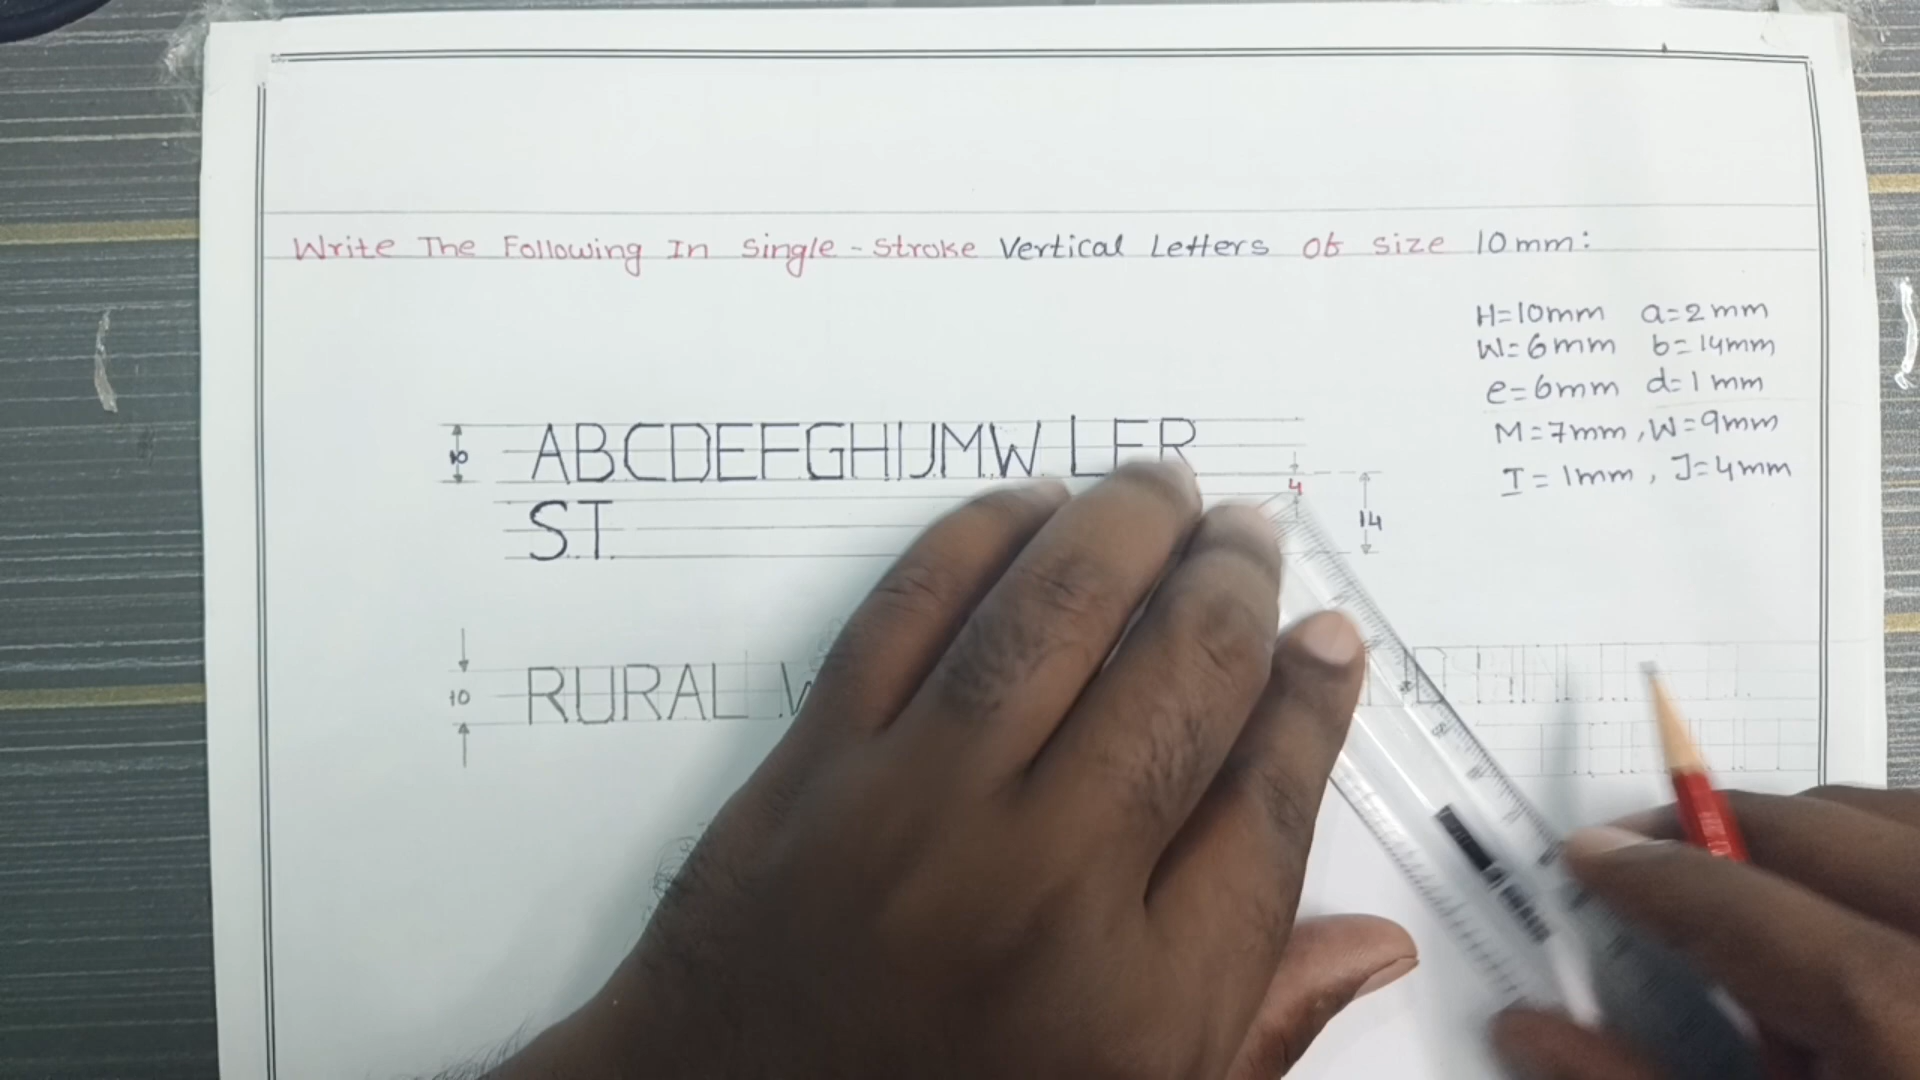 Write The Following In Single-Stroke Vertical Letters Of Size 10mm:
H=10mm a=2mm
W=6mm b=14mm
e=6mm d=1mm
M=7mm, W=9mm
I=1mm, J=4mm
10 ABCDEFGHIJMW LFR
4
14
ST
10 RURAL